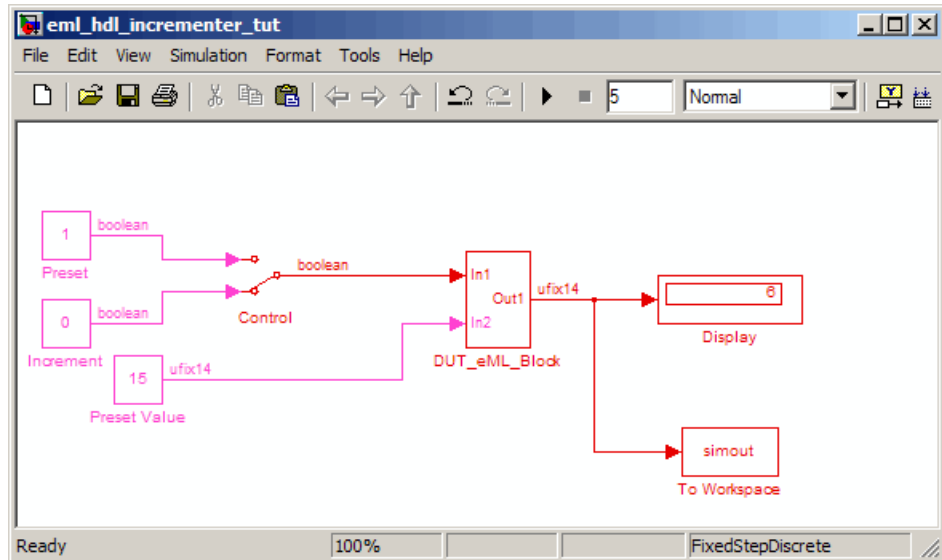 eml_hdl_incrementer_tut
File Edit View Simulation Format Tools Help
5 Normal
1
boolean
Preset
0
boolean
Increment
15
ufix14
Preset Value
boolean
Control
In1
Out1
In2
DUT_eML_Block
ufix14
6
Display
simout
To Workspace
Ready 100% FixedStepDiscrete